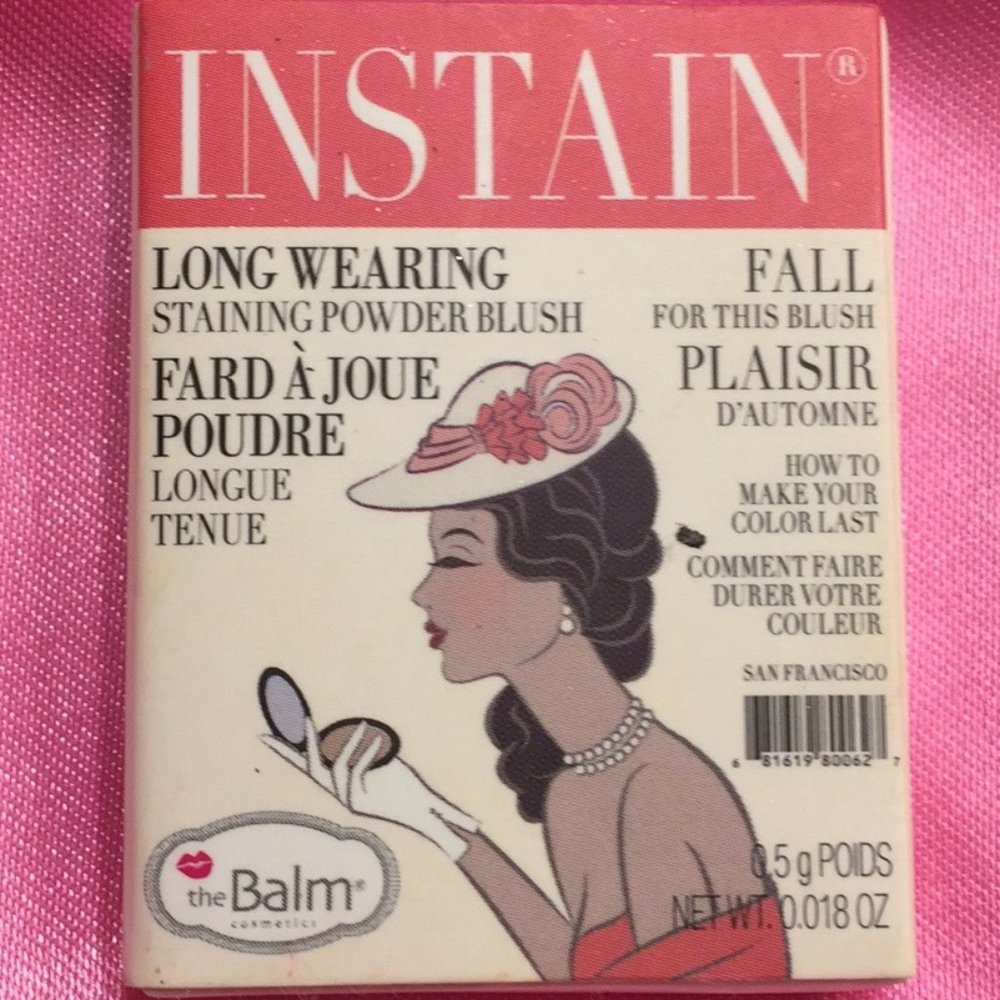 INSTAIN®
LONG WEARING
STAINING POWDER BLUSH
FARD À JOUE
POUDRE
LONGUE
TENUE
FALL
FOR THIS BLUSH
PLAISIR
D'AUTOMNE
HOW TO
MAKE YOUR
COLOR LAST
COMMENT FAIRE
DURER VOTRE
COULEUR
SAN FRANCISCO
6 81619 80062 7
theBalm®
cosmetics
0.5 g POIDS
NET WT. 0.018 OZ